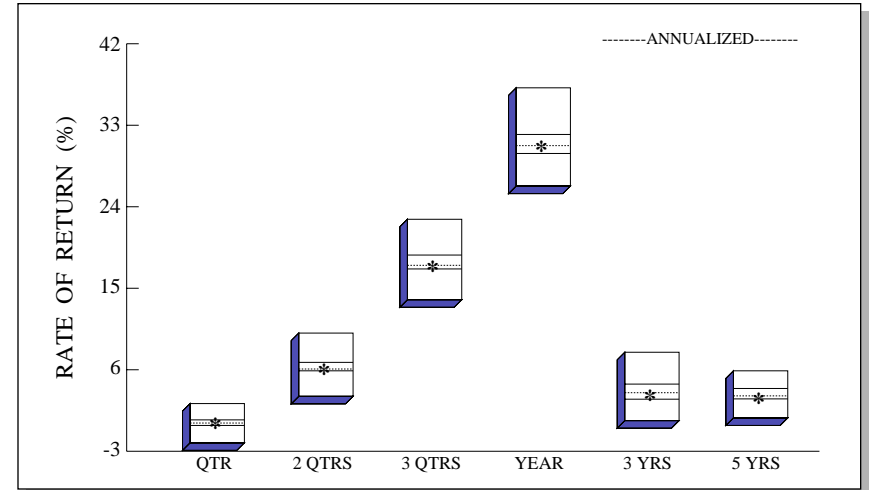 --------ANNUALIZED--------
RATE OF RETURN (%)
42
33
24
15
6
-3
QTR 2 QTRS 3 QTRS YEAR 3 YRS 5 YRS